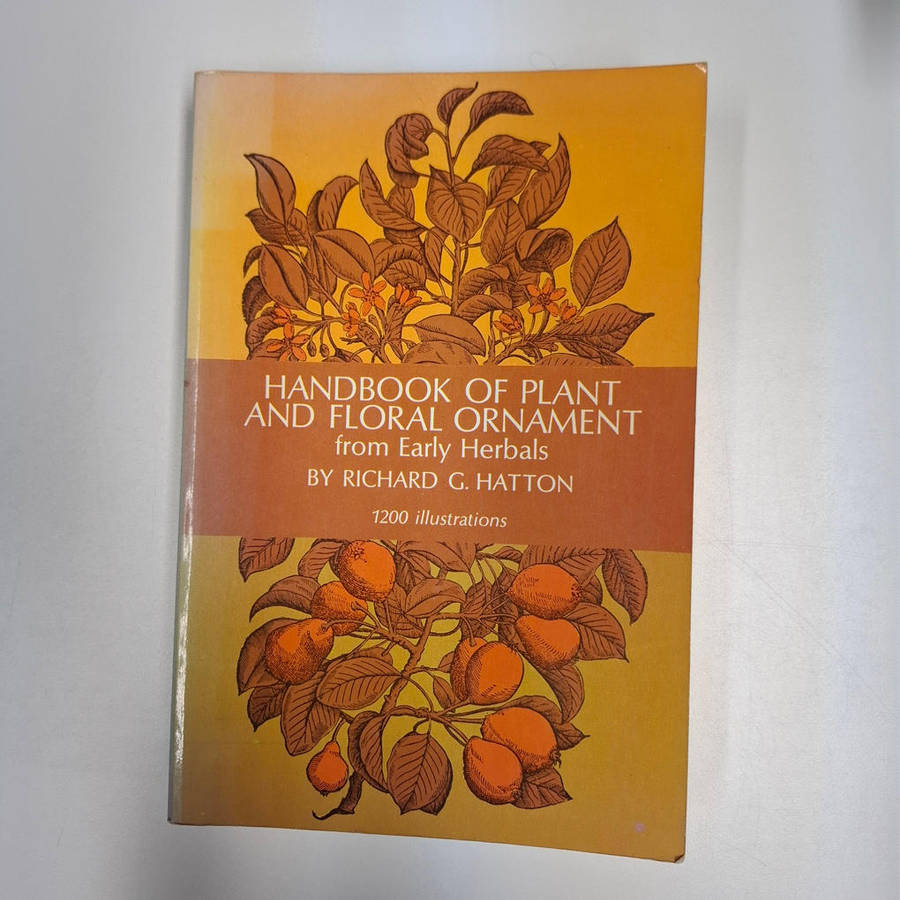 HANDBOOK OF PLANT
AND FLORAL ORNAMENT
from Early Herbals
BY RICHARD G. HATTON
1200 illustrations